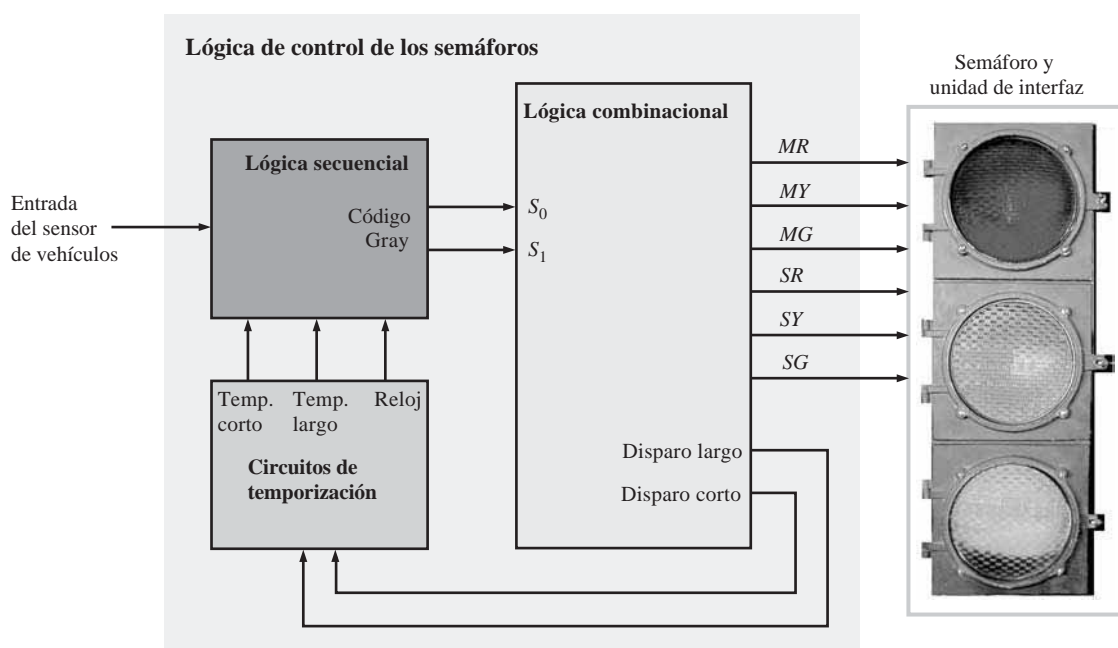 Lógica de control de los semáforos
Semáforo y
unidad de interfaz
Lógica combinacional
Lógica secuencial
Código
Gray
Entrada
del sensor
de vehículos
S0
S1
MR
MY
MG
SR
SY
SG
Temp.
corto
Temp.
largo
Reloj
Circuitos de
temporización
Disparo largo
Disparo corto